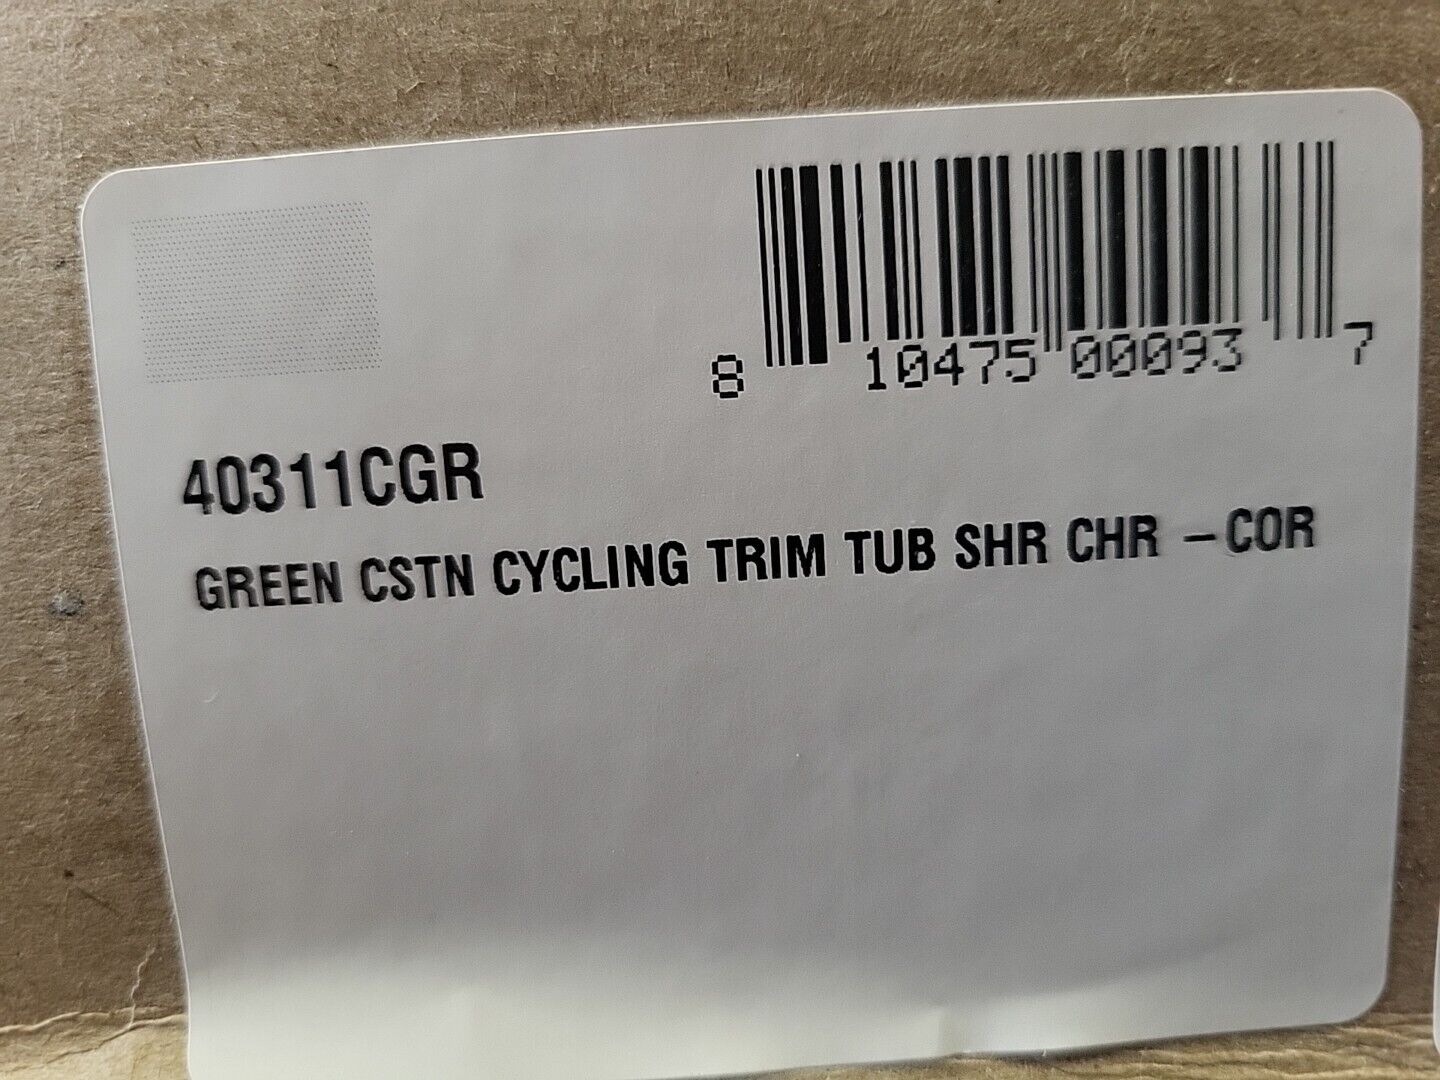 8 10475 00093 7
40311CGR
GREEN CSTN CYCLING TRIM TUB SHR CHR -COR